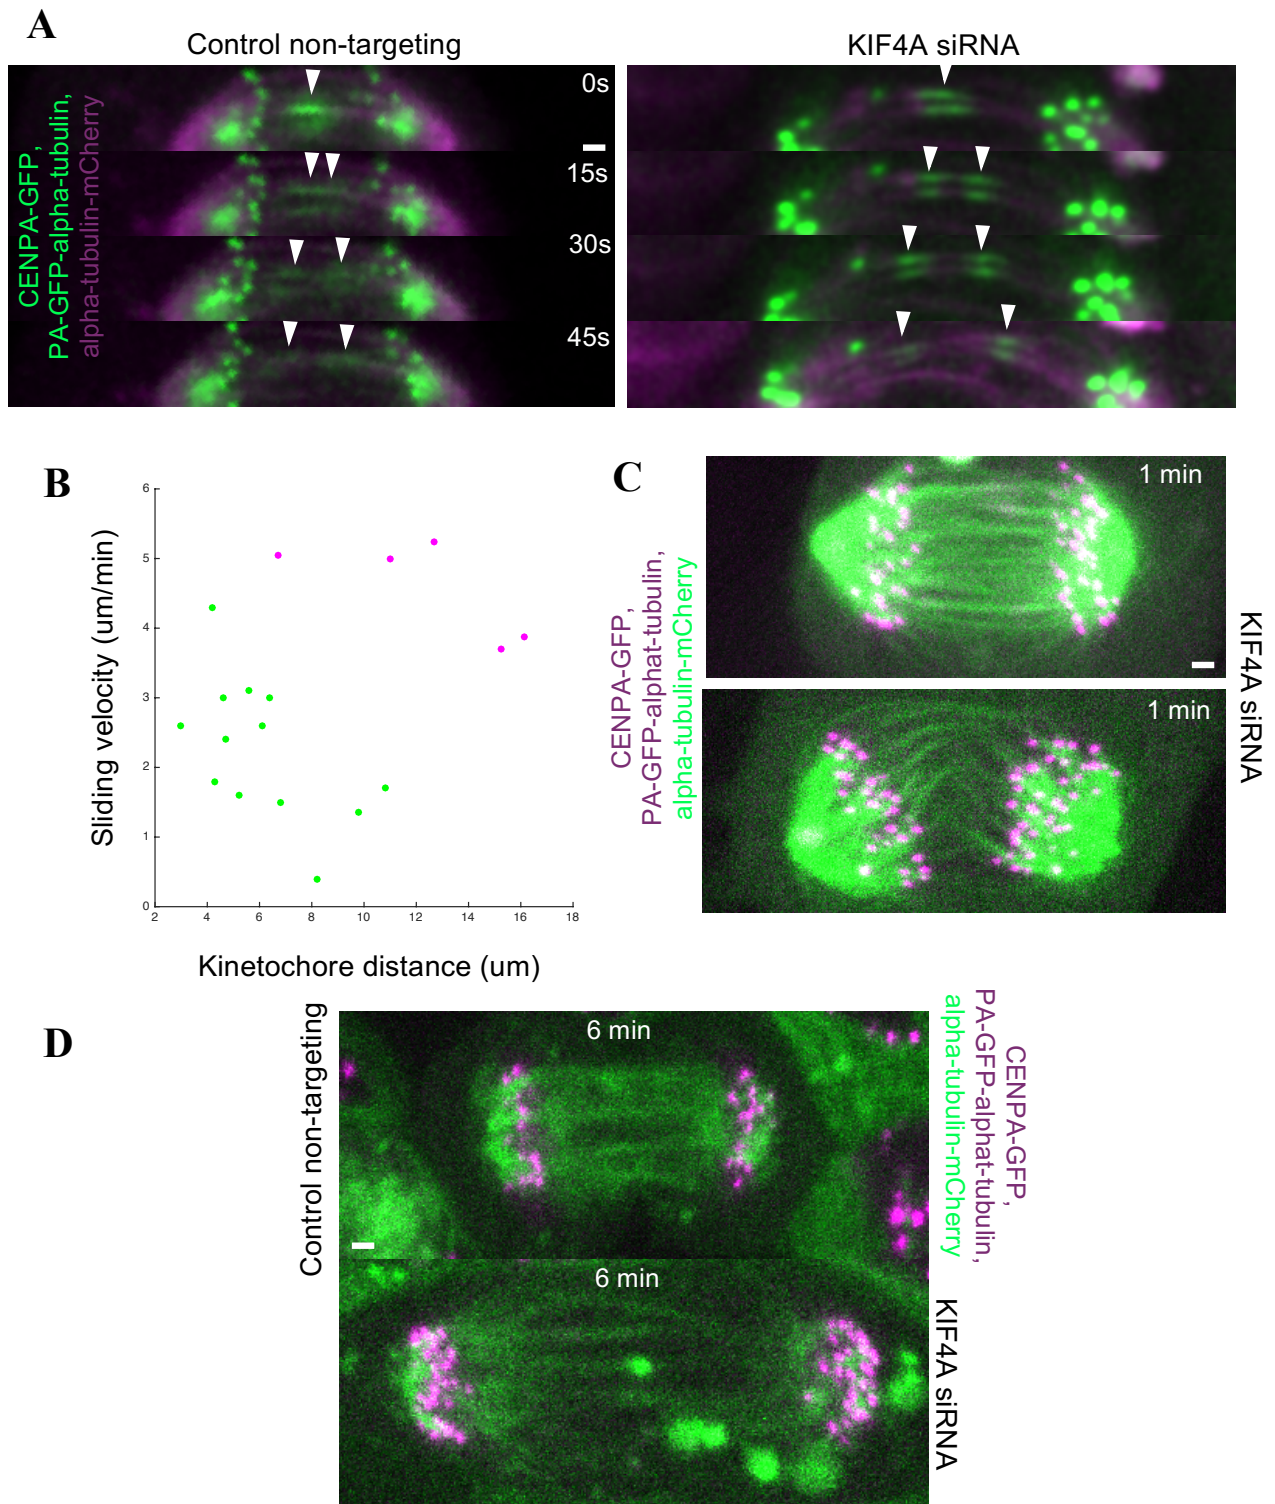 A
Control non-targeting
KIF4A siRNA
CENPA-GFP,
PA-GFP-alpha-tubulin,
alpha-tubulin-mCherry
0s
15s
30s
45s
B
Sliding velocity (um/min)
6
5
4
3
2
1
0
2 4 6 8 10 12 14 16 18
Kinetochore distance (um)
C
CENPA-GFP,
PA-GFP-alphat-tubulin,
alpha-tubulin-mCherry
1 min
1 min
KIF4A siRNA
D
Control non-targeting
6 min
6 min
CENPA-GFP,
PA-GFP-alphat-tubulin,
alpha-tubulin-mCherry
KIF4A siRNA